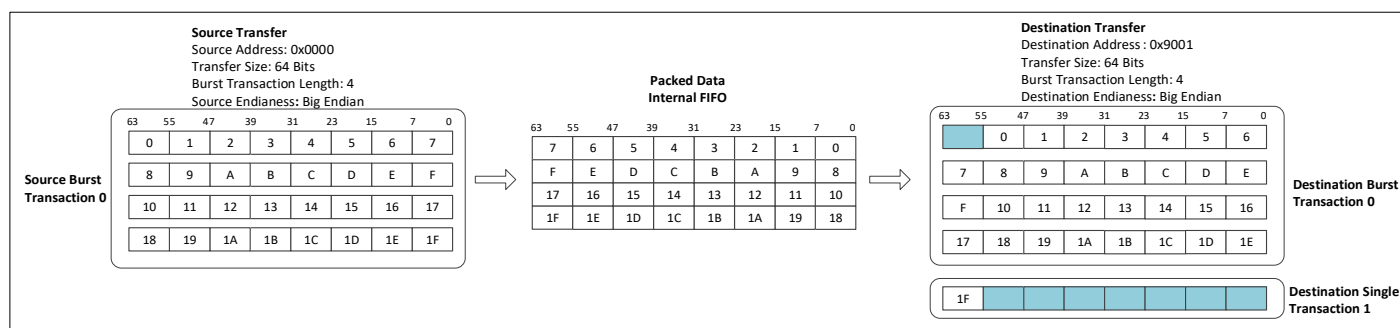 Source Transfer
Source Address: 0x0000
Transfer Size: 64 Bits
Burst Transaction Length: 4
Source Endianess: Big Endian
63 55 47 39 31 23 15 7 0
0 1 2 3 4 5 6 7
8 9 A B C D E F
10 11 12 13 14 15 16 17
18 19 1A 1B 1C 1D 1E 1F
Source Burst
Transaction 0
Packed Data
Internal FIFO
63 55 47 39 31 23 15 7 0
7 6 5 4 3 2 1 0
F E D C B A 9 8
17 16 15 14 13 12 11 10
1F 1E 1D 1C 1B 1A 19 18
Destination Transfer
Destination Address : 0x9001
Transfer Size: 64 Bits
Burst Transaction Length: 4
Destination Endianess: Big Endian
63 55 47 39 31 23 15 7 0
0 1 2 3 4 5 6
7 8 9 A B C D E
F 10 11 12 13 14 15 16
17 18 19 1A 1B 1C 1D 1E
Destination Burst
Transaction 0
1F
Destination Single
Transaction 1